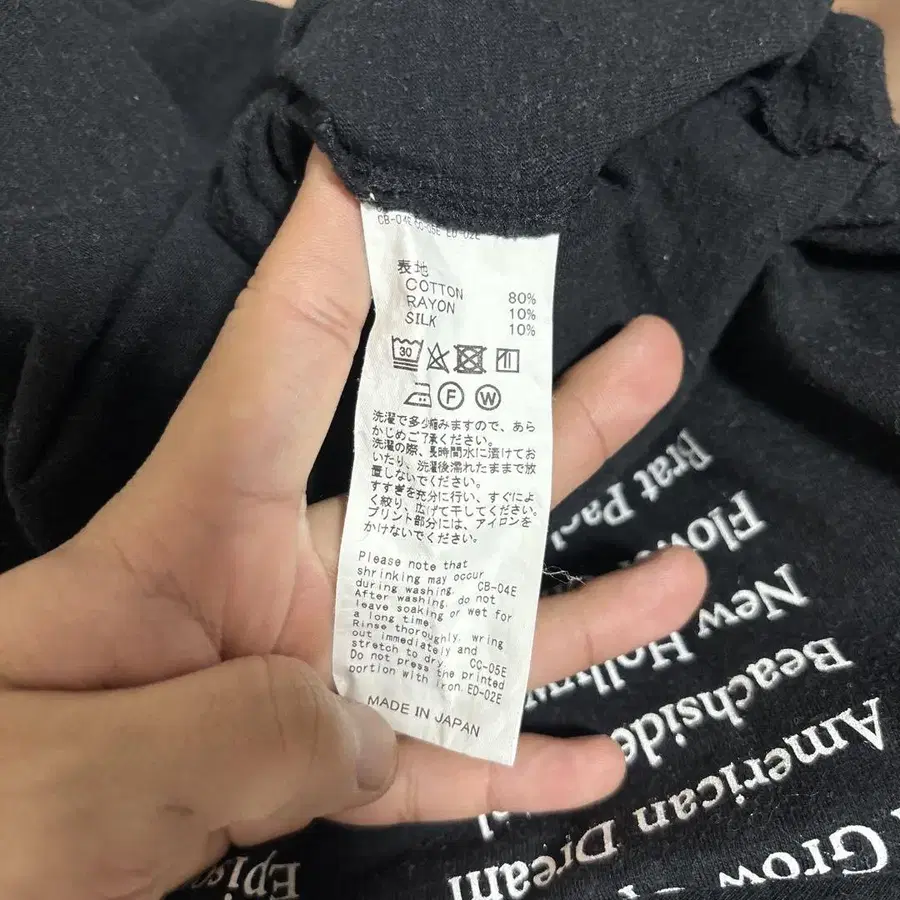 CB-04E CC-05E ED-02E
表地
COTTON 80%
RAYON 10%
SILK 10%
30
F W
洗濯で多少縮みますので、あら
かじめご了承ください。
洗濯の際、長時間水に漬けてお
いたり、洗濯後濡れたままで放
置しないでください。
すすぎを充分に行い、すぐによ
く絞り、広げて干してください。
プリント部分には、アイロンを
かけないでください。
Please note that
shrinking may occur
during washing. CB-04E
After washing, do not
leave soaking or wet for
a long time.
Rinse thoroughly, wring
out immediately and
stretch to dry. CC-05E
Do not press the printed
portion with iron. ED-02E
MADE IN JAPAN
Brat Pac
Flow
New Holly
Beachside
American Dream
Grow
Epis